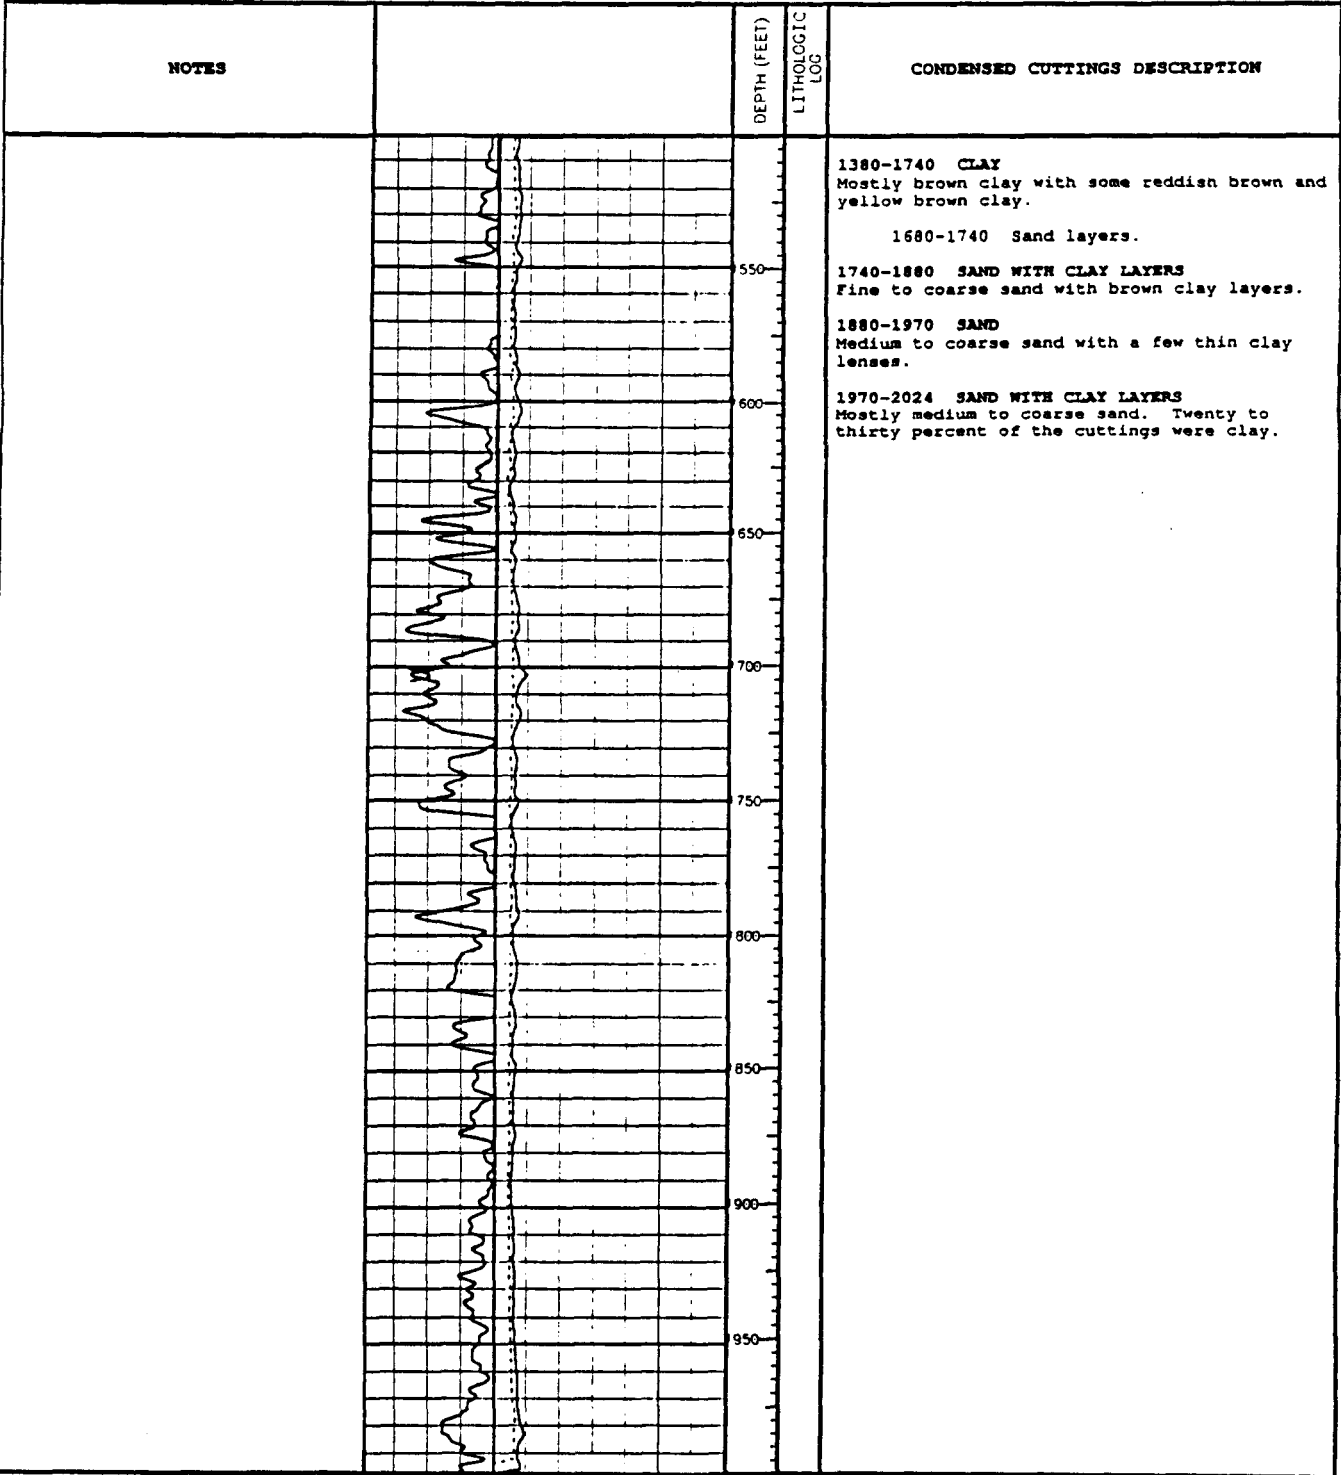 NOTES
DEPTH (FEET)
LITHOLOGIC
LOG
CONDENSED CUTTINGS DESCRIPTION
1380-1740 CLAY
Mostly brown clay with some reddish brown and
yellow brown clay.
1680-1740 Sand layers.
1740-1880 SAND WITH CLAY LAYERS
Fine to coarse sand with brown clay layers.
1880-1970 SAND
Medium to coarse sand with a few thin clay
lenses.
1970-2024 SAND WITH CLAY LAYERS
Mostly medium to coarse sand. Twenty to
thirty percent of the cuttings were clay.
550
600
650
700
750
800
850
900
950